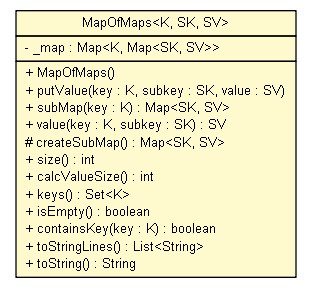 MapOfMaps<K, SK, SV>
- _map : Map<K, Map<SK, SV>>
+ MapOfMaps()
+ putValue(key : K, subkey : SK, value : SV)
+ subMap(key : K) : Map<SK, SV>
+ value(key : K, subkey : SK) : SV
# createSubMap() : Map<SK, SV>
+ size() : int
+ calcValueSize() : int
+ keys() : Set<K>
+ isEmpty() : boolean
+ containsKey(key : K) : boolean
+ toStringLines() : List<String>
+ toString() : String